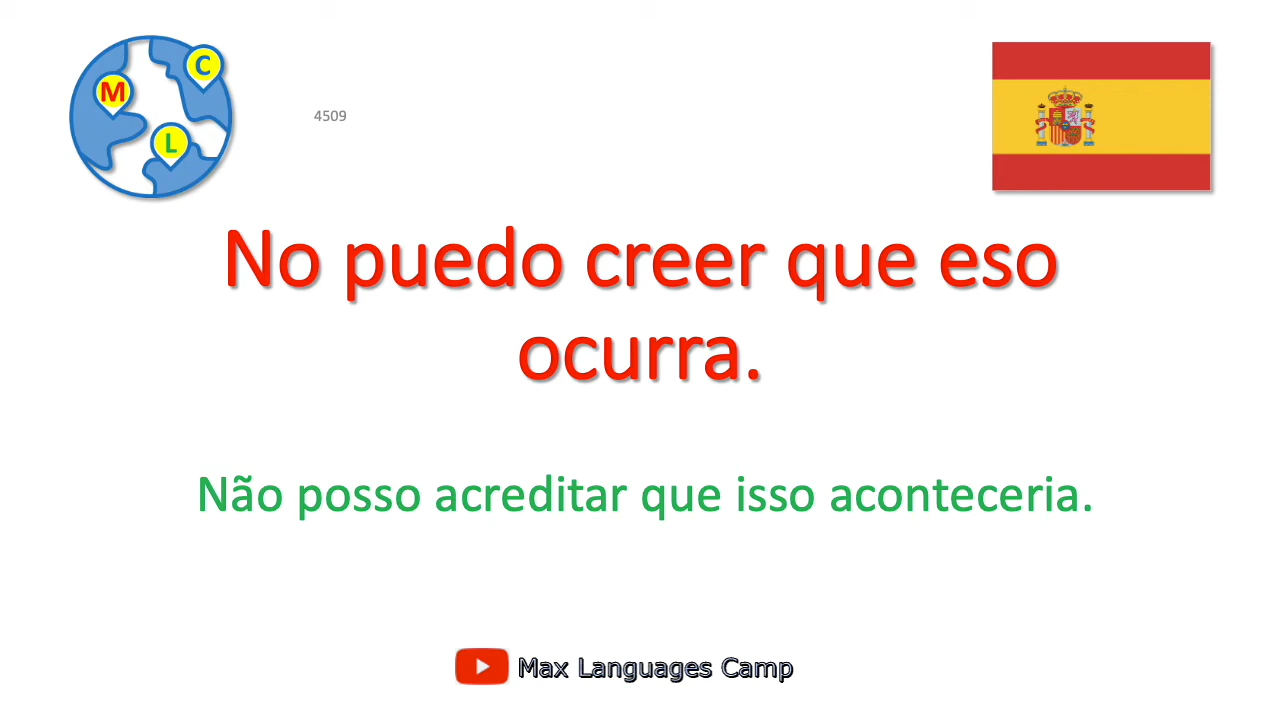 M
C
L
4509
No puedo creer que eso
ocurra.
Não posso acreditar que isso aconteceria.
Max Languages Camp